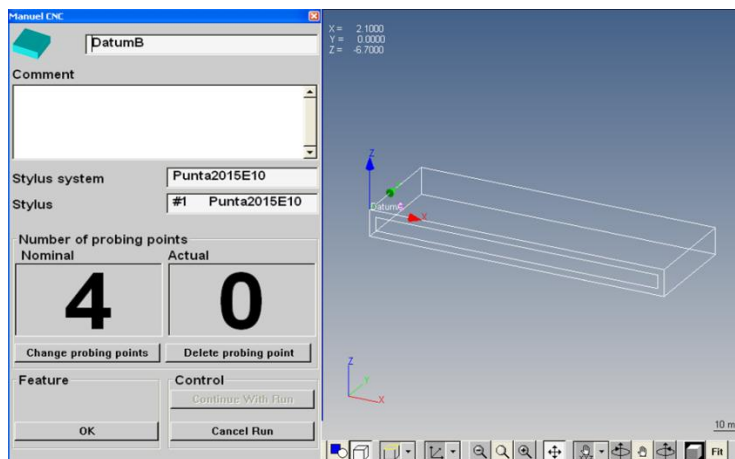 Manuel CNC
DatumB
Comment
Stylus system
Punta2015E10
Stylus
#1 Punta2015E10
Number of probing points
Nominal
Actual
4
0
Change probing points
Delete probing point
Feature
Control
Continue With Run
OK
Cancel Run
X = 2.1000
Y = 0.0000
Z = -6.7000
Z
X
Z
Y
X
10 m
Fit